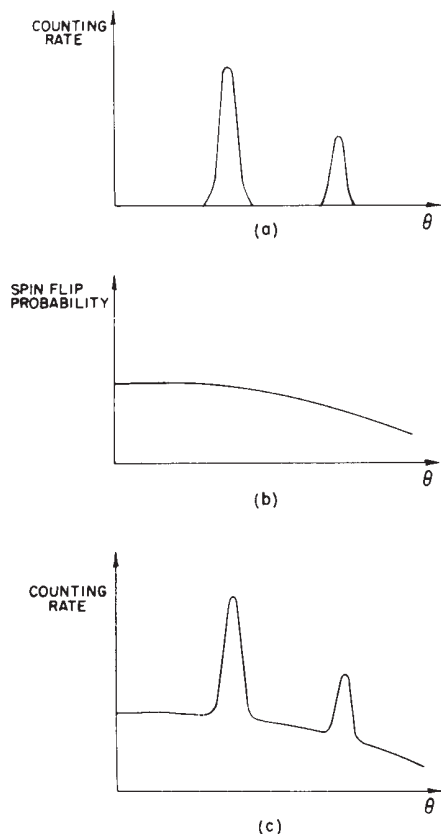 COUNTING
RATE
θ
(a)
SPIN FLIP
PROBABILITY
θ
(b)
COUNTING
RATE
θ
(c)